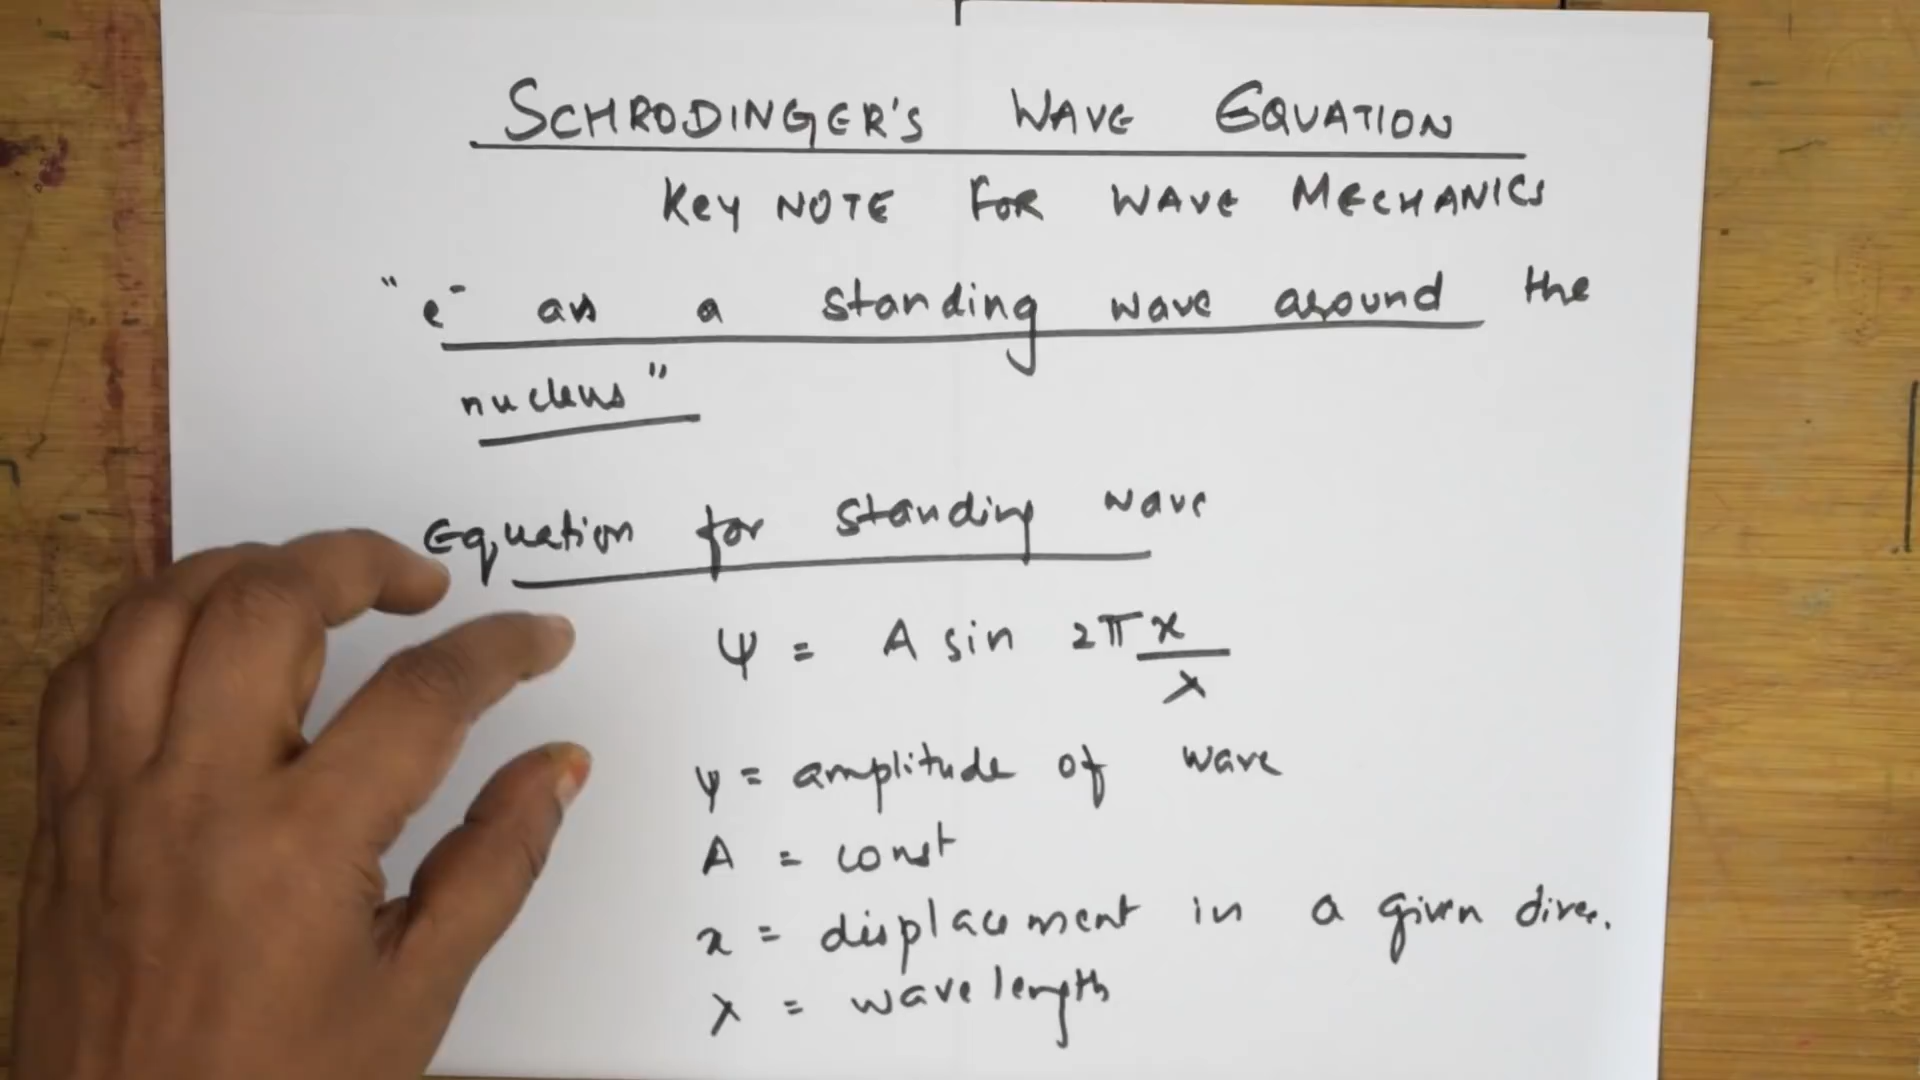 SCHRODINGER'S WAVE EQUATION
KEY NOTE FOR WAVE MECHANICS
"e⁻ as a standing wave around the
nucleus"
Equation for standing wave
ψ = A sin 2π x/λ
ψ = amplitude of wave
A = const
x = displacement in a given direc.
λ = wavelength